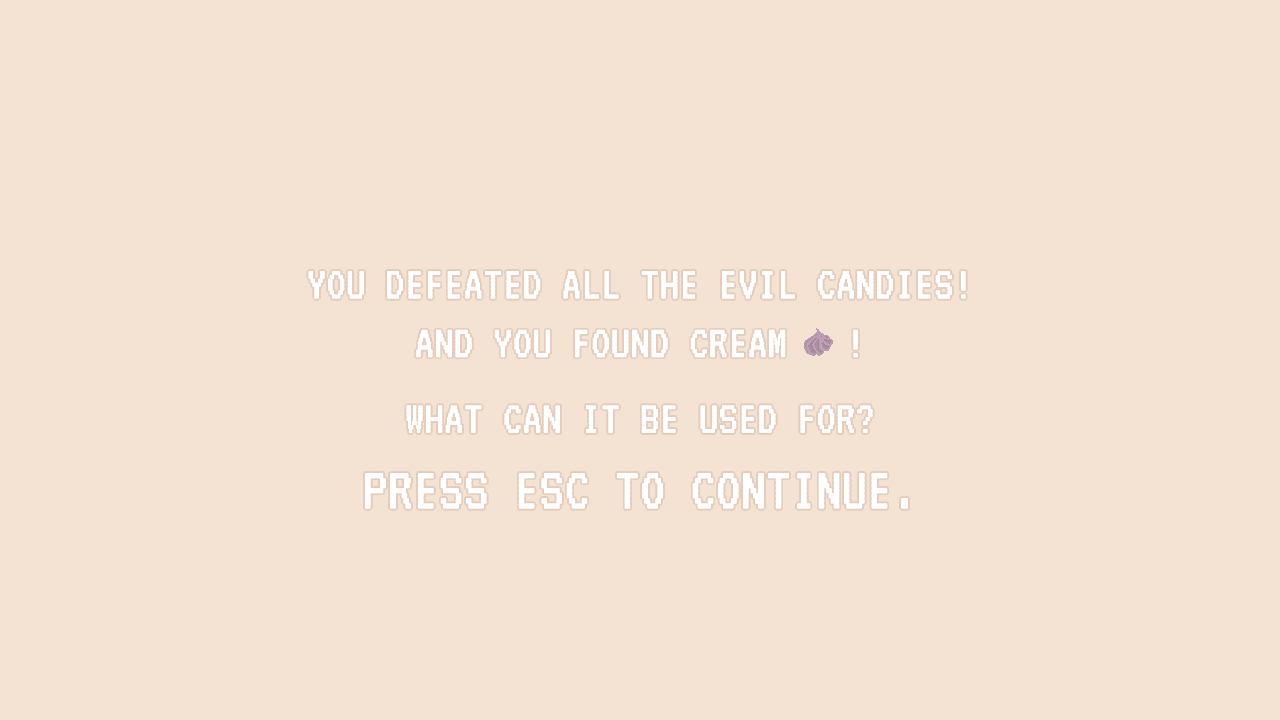 YOU DEFEATED ALL THE EVIL CANDIES!
AND YOU FOUND CREAM !
WHAT CAN IT BE USED FOR?
PRESS ESC TO CONTINUE.